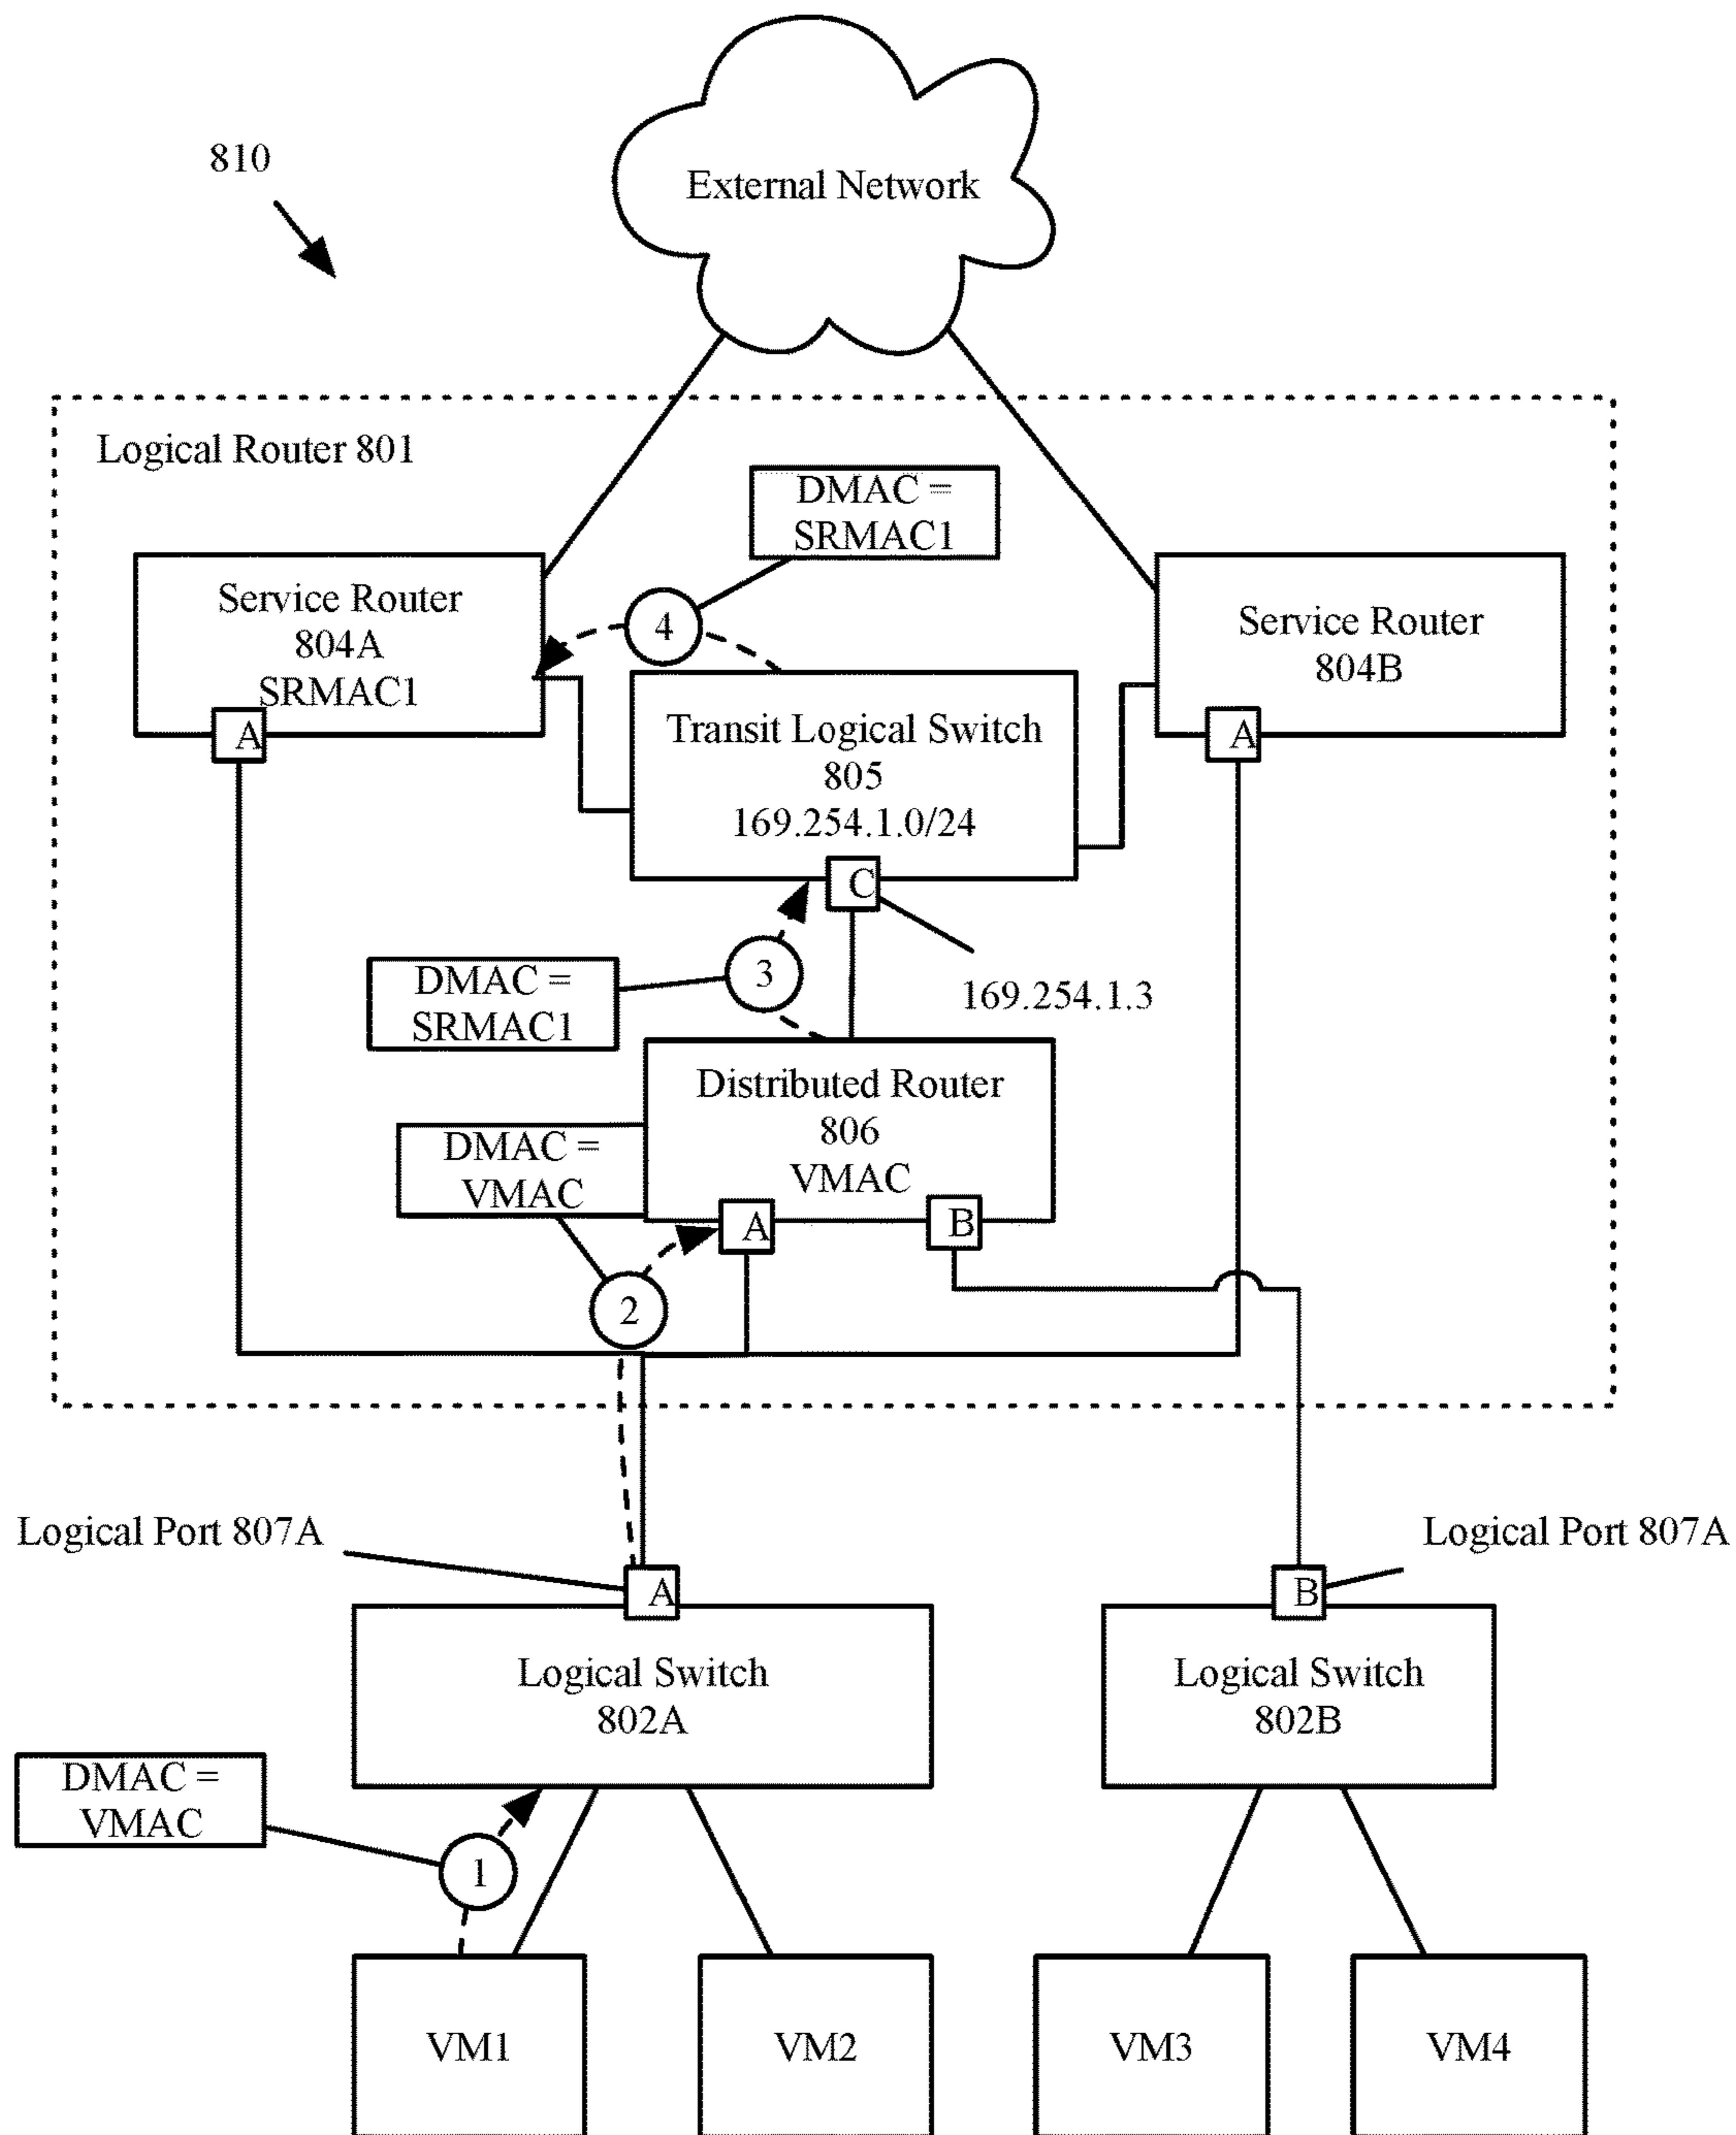 External Network
810
Logical Router 801
DMAC =
SRMAC1
Service Router
804A
SRMAC1
A
4
Service Router
804B
A
Transit Logical Switch
805
169.254.1.0/24
C
169.254.1.3
3
DMAC =
SRMAC1
Distributed Router
806
VMAC
A
B
DMAC =
VMAC
2
Logical Port 807A
A
Logical Port 807A
B
Logical Switch
802A
Logical Switch
802B
DMAC =
VMAC
1
VM1
VM2
VM3
VM4